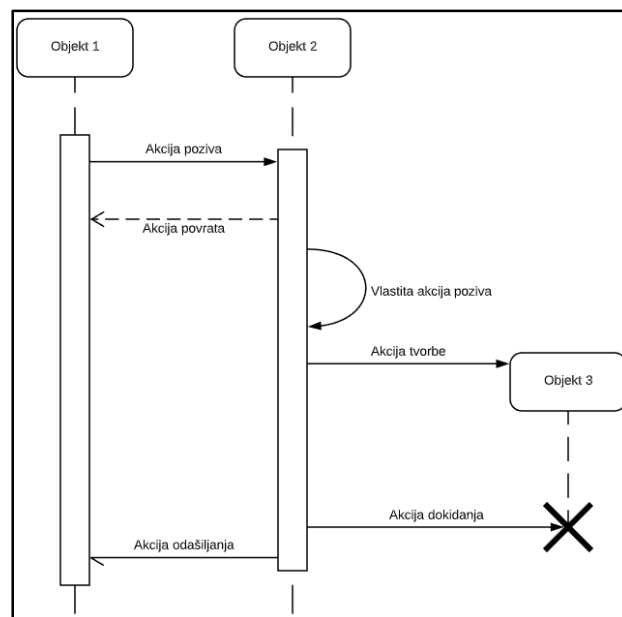 Objekt 1
Objekt 2
Akcija poziva
Akcija povrata
Vlastita akcija poziva
Akcija tvorbe
Objekt 3
Akcija dokidanja
Akcija odašiljanja